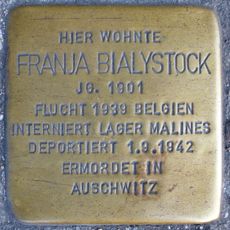 HIER WOHNTE
FRANJA BIALYSTOCK
JG. 1901
FLUCHT 1939 BELGIEN
INTERNIERT LAGER MALINES
DEPORTIERT 1.9.1942
ERMORDET IN
AUSCHWITZ